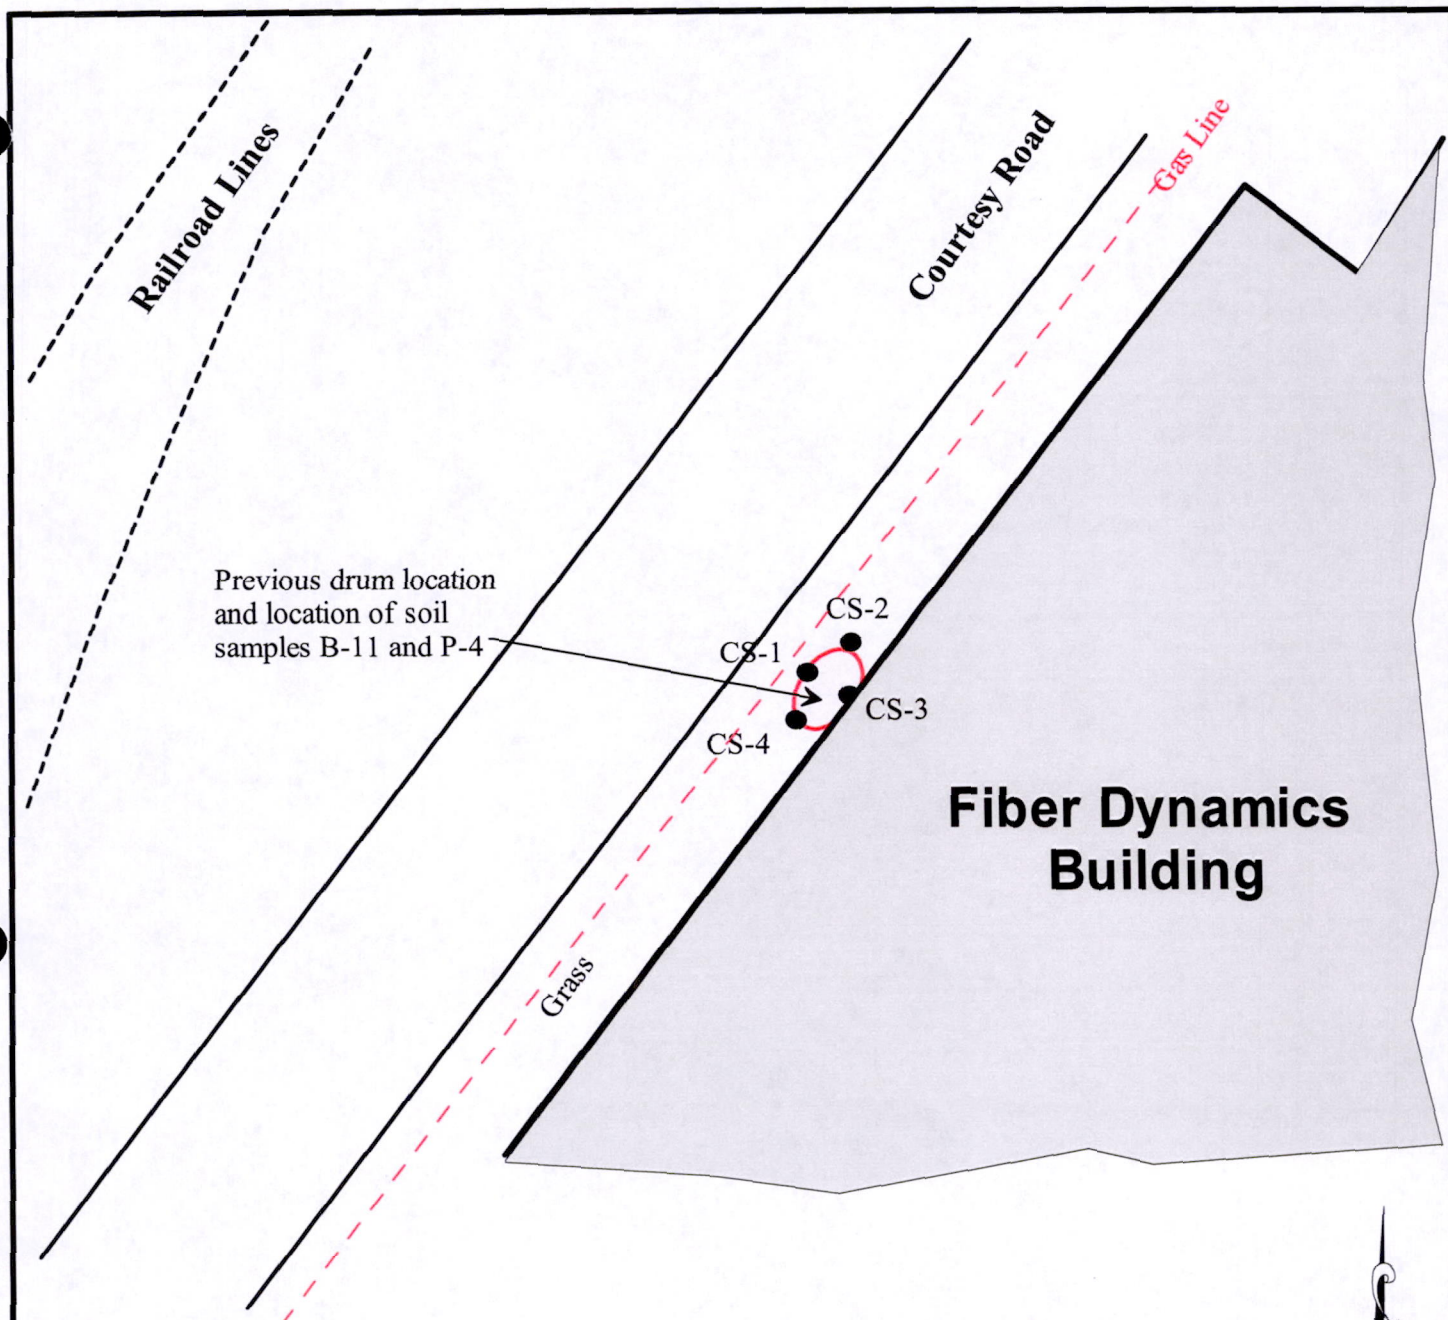 Railroad Lines
Courtesy Road
Gas Line
Previous drum location
and location of soil
samples B-11 and P-4
CS-2
CS-1
CS-3
CS-4
Fiber Dynamics
Building
Grass